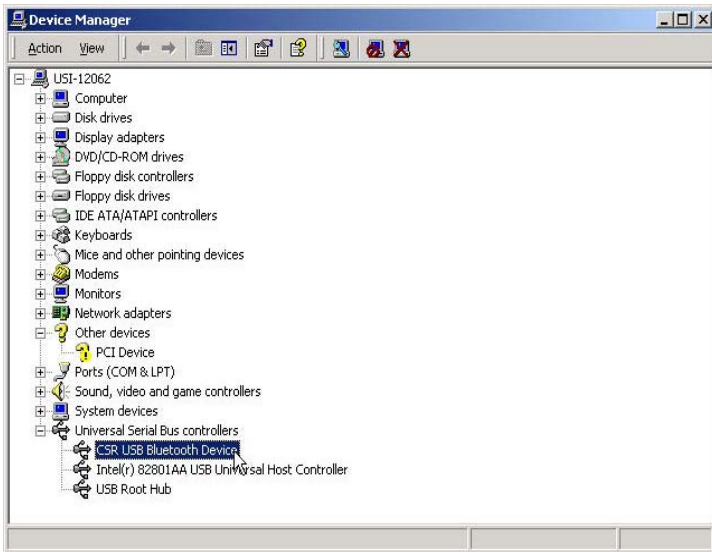 Device Manager
Action View
USI-12062
Computer
Disk drives
Display adapters
DVD/CD-ROM drives
Floppy disk controllers
Floppy disk drives
IDE ATA/ATAPI controllers
Keyboards
Mice and other pointing devices
Modems
Monitors
Network adapters
Other devices
PCI Device
Ports (COM & LPT)
Sound, video and game controllers
System devices
Universal Serial Bus controllers
CSR USB Bluetooth Device
Intel(r) 82801AA USB Universal Host Controller
USB Root Hub